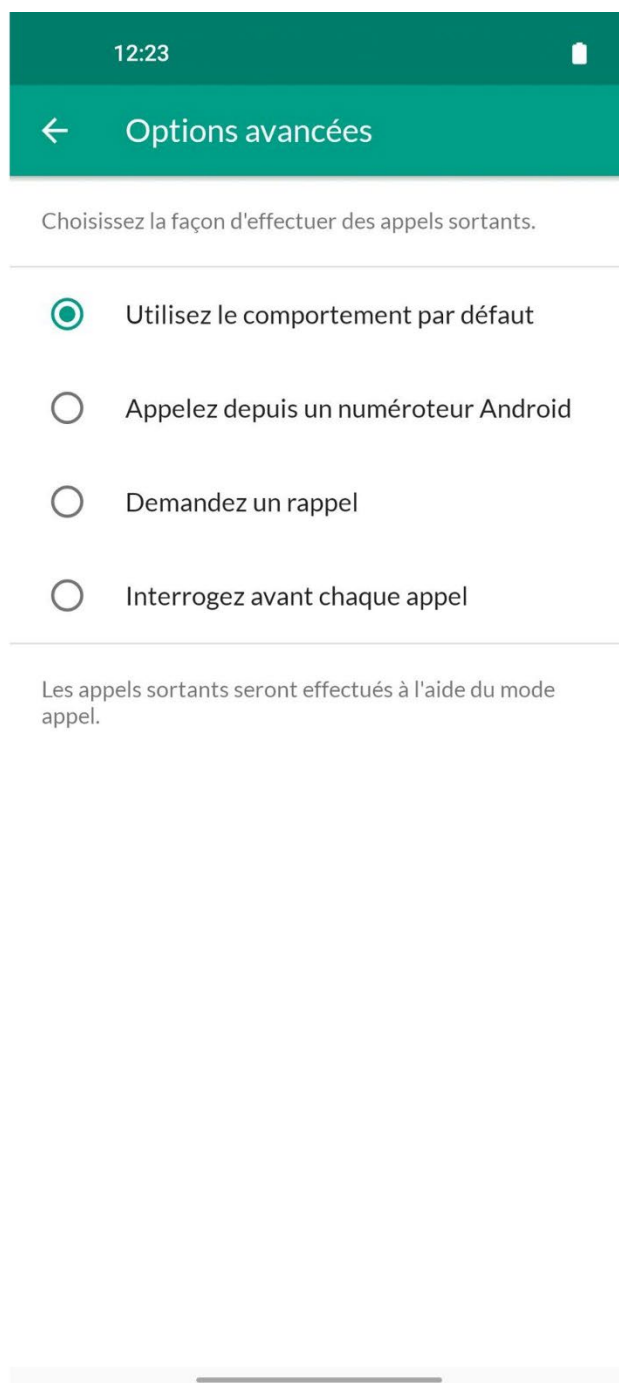 12:23
Options avancées
Choisissez la façon d'effectuer des appels sortants.
Utilisez le comportement par défaut
Appelez depuis un numéroteur Android
Demandez un rappel
Interrogez avant chaque appel
Les appels sortants seront effectués à l'aide du mode
appel.